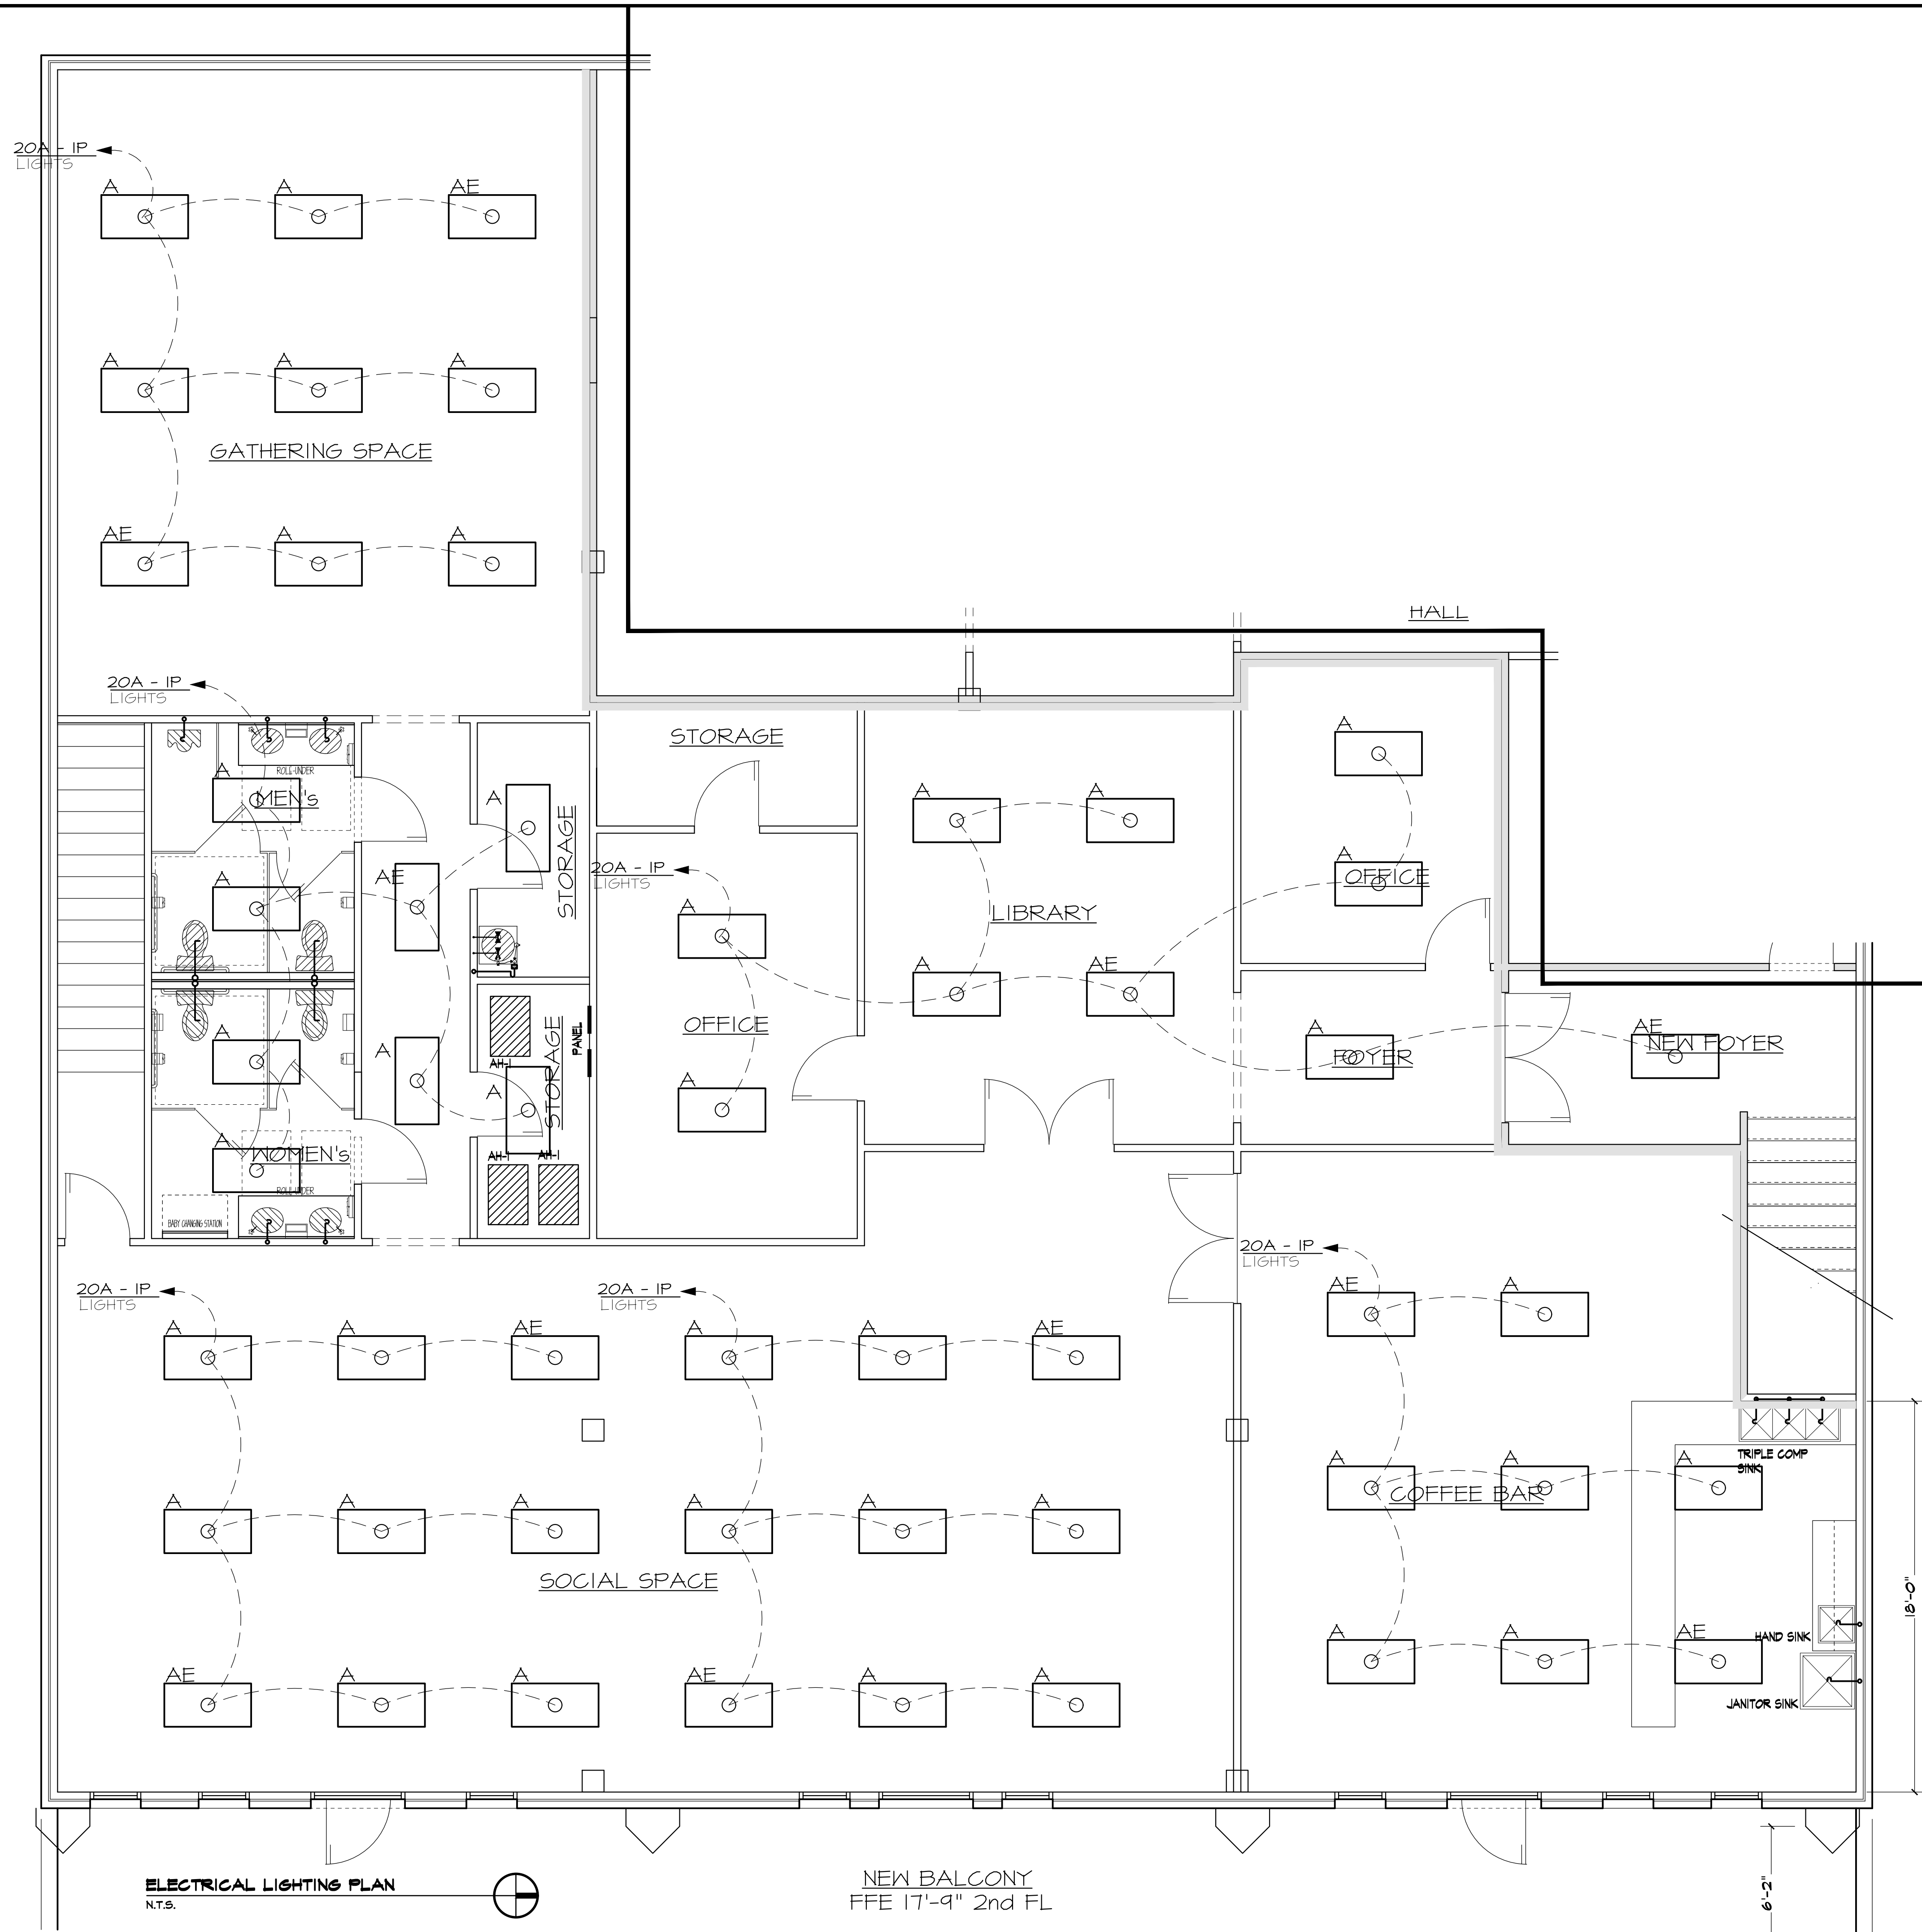 20A - 1P
LIGHTS
A
A
AE
A
A
A
GATHERING SPACE
AE
A
A
HALL
20A - 1P
LIGHTS
ROLL-UNDER
A
MEN's
A
STORAGE
STORAGE
A
A
A
A
OFFICE
20A - 1P
LIGHTS
A
AE
A
LIBRARY
A
AE
OFFICE
PANEL
STORAGE
A
A
AH-1
A
A
FOYER
AE
NEW FOYER
A
A
WOMEN's
ROLL-UNDER
BABY CHANGING STATION
AH-1
AH-1
20A - 1P
LIGHTS
20A - 1P
LIGHTS
20A - 1P
LIGHTS
A
A
AE
A
A
AE
AE
A
A
A
A
A
A
A
A
A
A
COFFEE BAR
TRIPLE COMP
SINK
SOCIAL SPACE
18'-0"
HAND SINK
AE
A
A
AE
A
A
A
A
AE
JANITOR SINK
ELECTRICAL LIGHTING PLAN
N.T.S.
NEW BALCONY
FFE 17'-9" 2nd FL
6'-2"